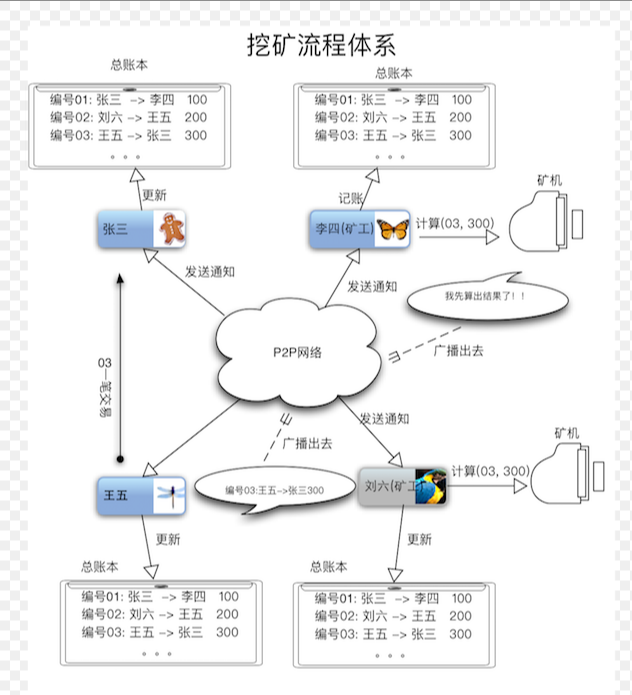 挖矿流程体系
总账本
编号01: 张三 -> 李四 100
编号02: 刘六 -> 王五 200
编号03: 王五 -> 张三 300
总账本
编号01: 张三 -> 李四 100
编号02: 刘六 -> 王五 200
编号03: 王五 -> 张三 300
更新
记账
矿机
张三
李四(矿工)
计算(03, 300)
发送通知
发送通知
我先算出结果了！！
P2P网络
广播出去
03一笔交易
发送通知
广播出去
矿机
王五
编号03:王五->张三300
刘六(矿工)
计算(03, 300)
更新
更新
总账本
编号01: 张三 -> 李四 100
编号02: 刘六 -> 王五 200
编号03: 王五 -> 张三 300
总账本
编号01: 张三 -> 李四 100
编号02: 刘六 -> 王五 200
编号03: 王五 -> 张三 300